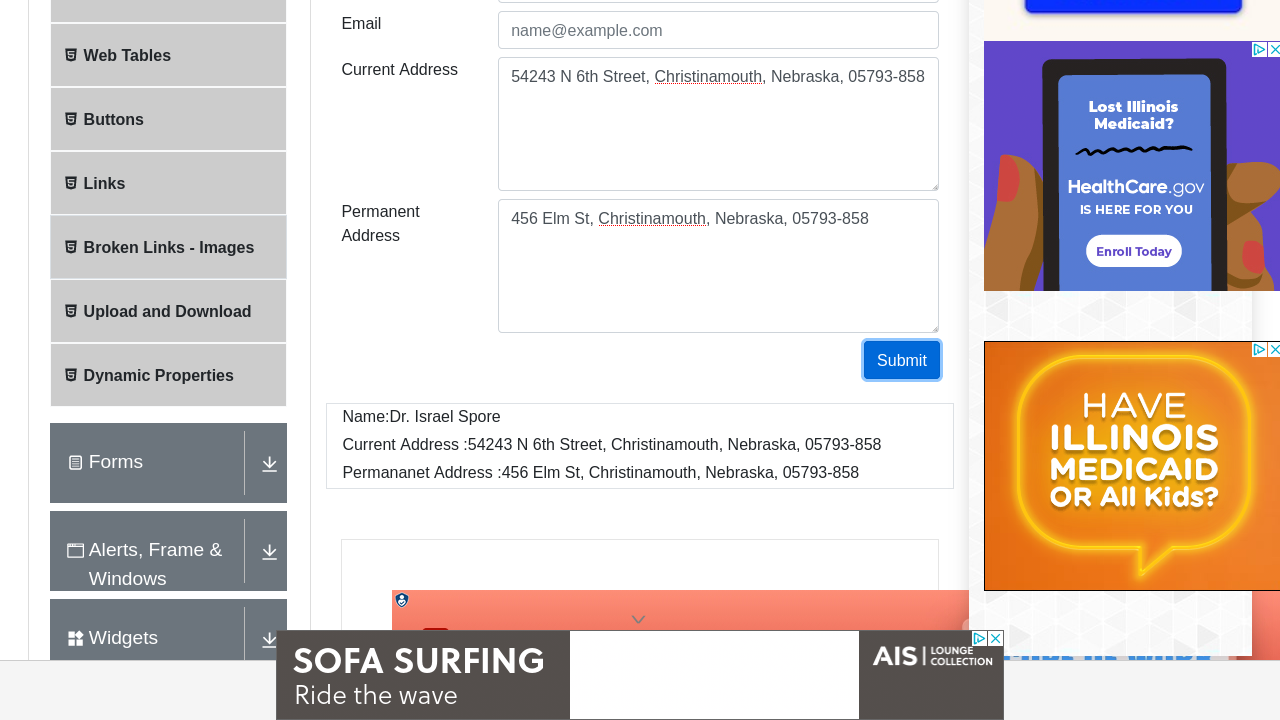 Email
name@example.com
Web Tables
Current Address
54243 N 6th Street, Christinamouth, Nebraska, 05793-858
Buttons
Links
Permanent
Address
456 Elm St, Christinamouth, Nebraska, 05793-858
Broken Links - Images
Upload and Download
Dynamic Properties
Submit
Name:Dr. Israel Spore
Current Address :54243 N 6th Street, Christinamouth, Nebraska, 05793-858
Permananet Address :456 Elm St, Christinamouth, Nebraska, 05793-858
Forms
Alerts, Frame &
Windows
Widgets
Lost Illinois
Medicaid?
HealthCare.gov
IS HERE FOR YOU
Enroll Today
HAVE
ILLINOIS
MEDICAID
OR All Kids?
SOFA SURFING
Ride the wave
AIS LOUNGE
COLLECTION